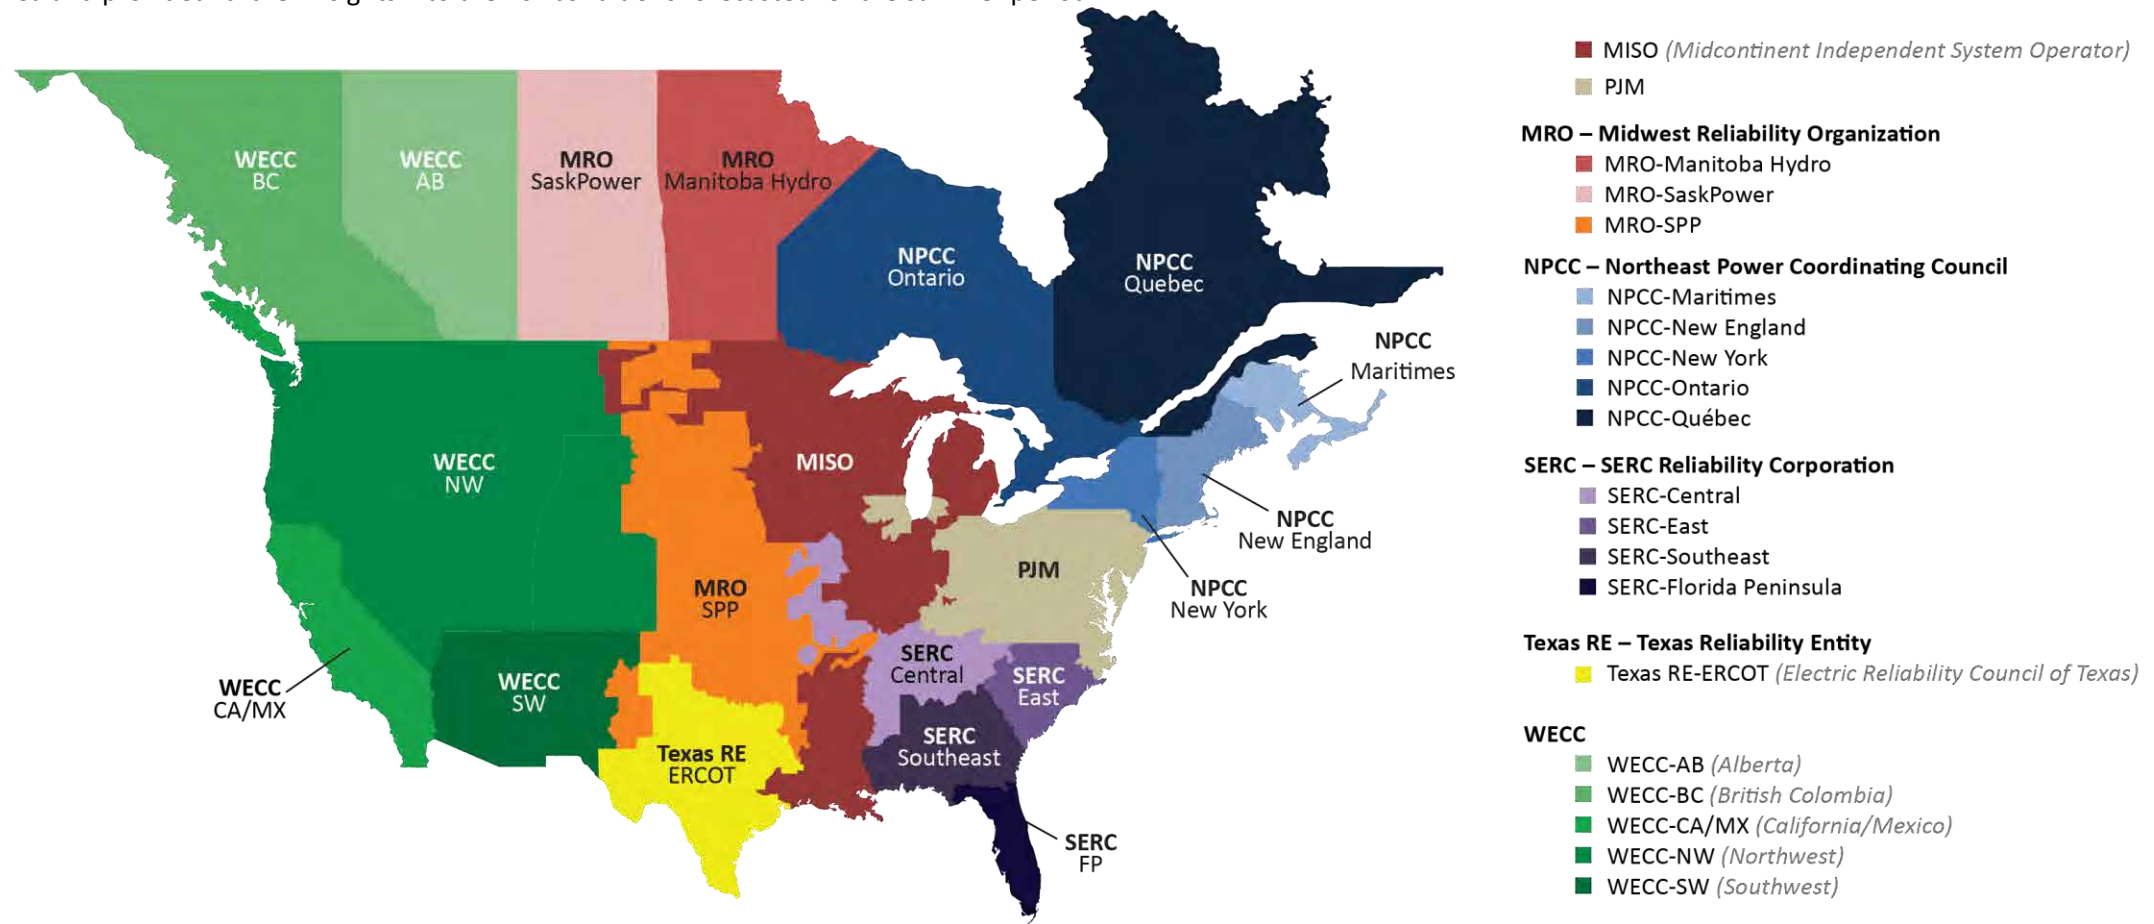 WECC
BC
WECC
AB
MRO
SaskPower
MRO
Manitoba Hydro
NPCC
Ontario
NPCC
Quebec
NPCC
Maritimes
WECC
NW
MISO
NPCC
New England
NPCC
New York
PJM
MRO
SPP
WECC
CA/MX
WECC
SW
SERC
Central
SERC
East
SERC
Southeast
Texas RE
ERCOT
SERC
FP
MISO (Midcontinent Independent System Operator)
PJM
MRO – Midwest Reliability Organization
MRO-Manitoba Hydro
MRO-SaskPower
MRO-SPP
NPCC – Northeast Power Coordinating Council
NPCC-Maritimes
NPCC-New England
NPCC-New York
NPCC-Ontario
NPCC-Québec
SERC – SERC Reliability Corporation
SERC-Central
SERC-East
SERC-Southeast
SERC-Florida Peninsula
Texas RE – Texas Reliability Entity
Texas RE-ERCOT (Electric Reliability Council of Texas)
WECC
WECC-AB (Alberta)
WECC-BC (British Colombia)
WECC-CA/MX (California/Mexico)
WECC-NW (Northwest)
WECC-SW (Southwest)